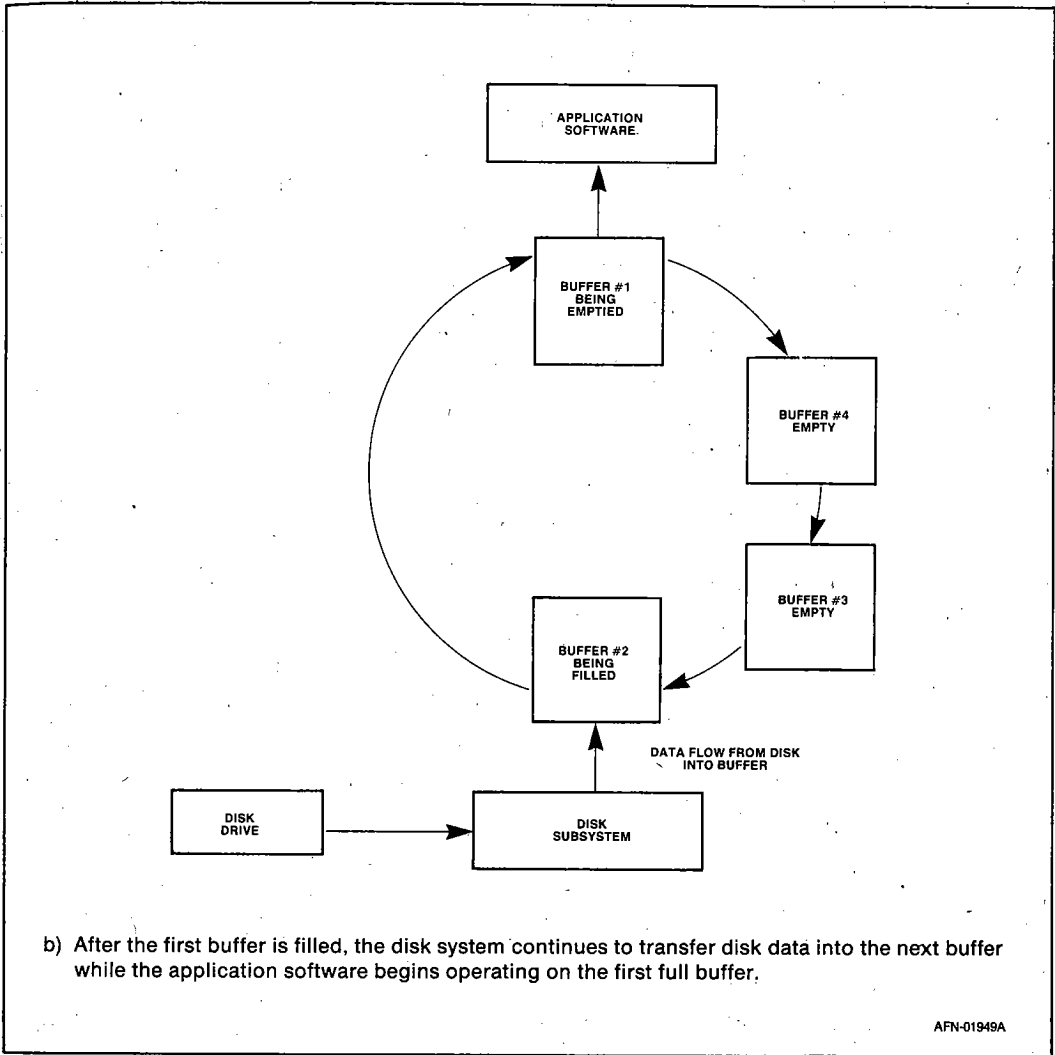 APPLICATION
SOFTWARE.
BUFFER #1
BEING
EMPTIED
BUFFER #4
EMPTY
BUFFER #3
EMPTY
BUFFER #2
BEING
FILLED
DATA FLOW FROM DISK
INTO BUFFER
DISK
DRIVE
DISK
SUBSYSTEM
b) After the first buffer is filled, the disk system continues to transfer disk data into the next buffer
while the application software begins operating on the first full buffer.
AFN-01949A